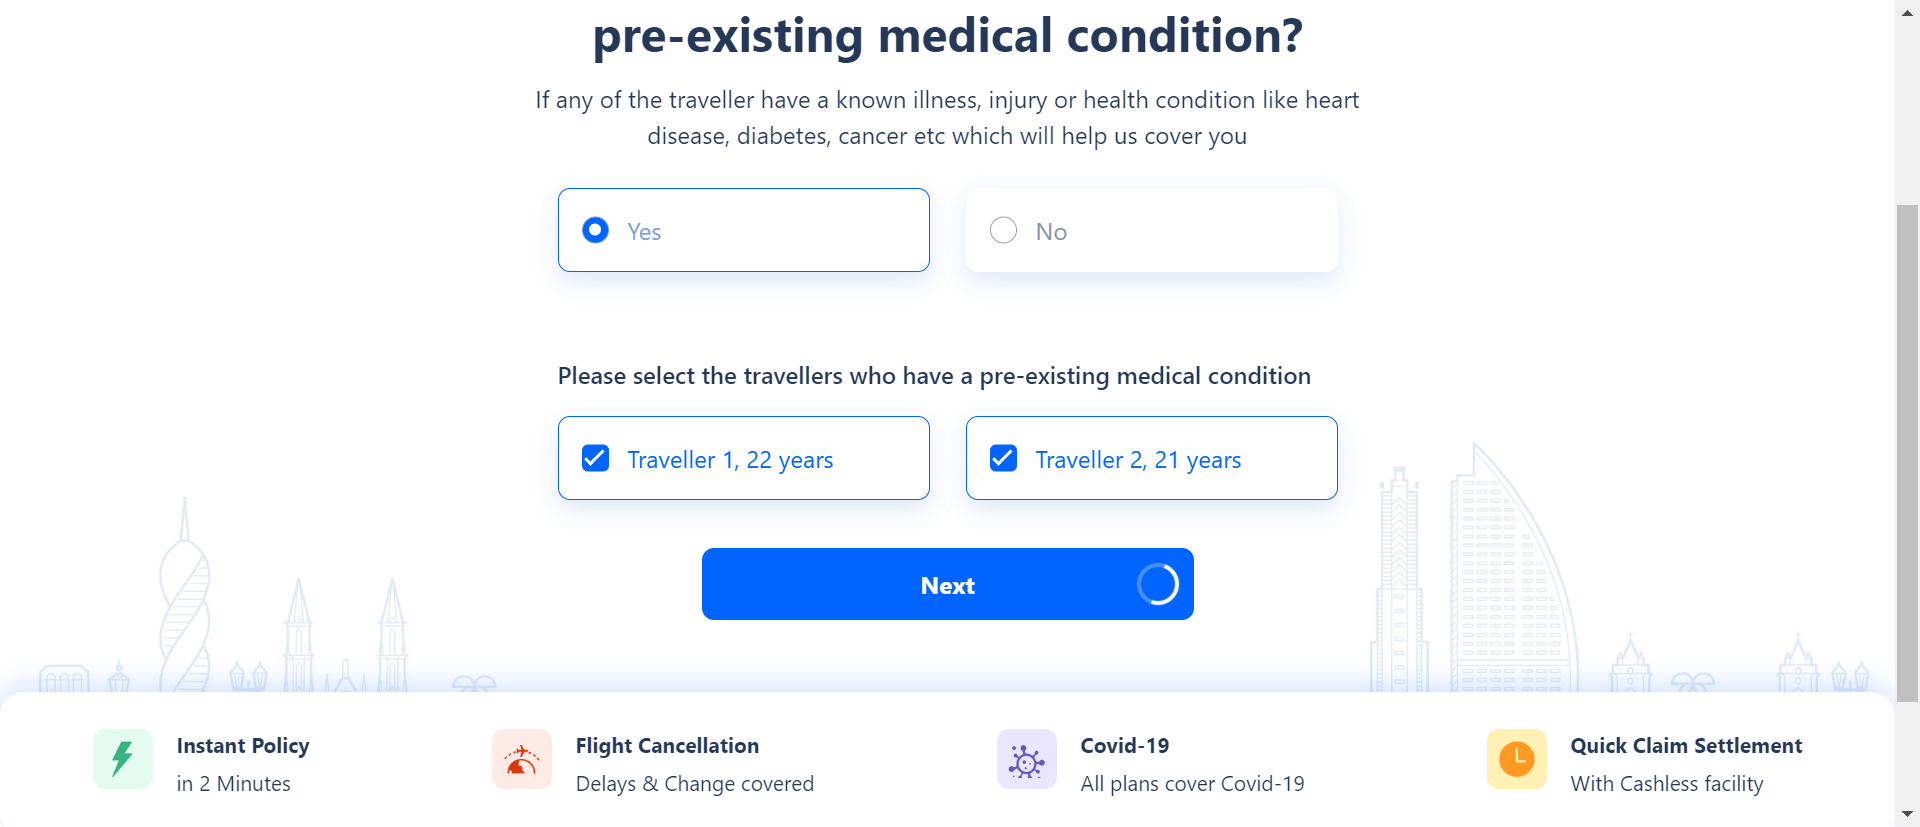 pre-existing medical condition?
If any of the traveller have a known illness, injury or health condition like heart
disease, diabetes, cancer etc which will help us cover you
Yes
No
Please select the travellers who have a pre-existing medical condition
Traveller 1, 22 years
Traveller 2, 21 years
Next
Instant Policy
in 2 Minutes
Flight Cancellation
Delays & Change covered
Covid-19
All plans cover Covid-19
Quick Claim Settlement
With Cashless facility